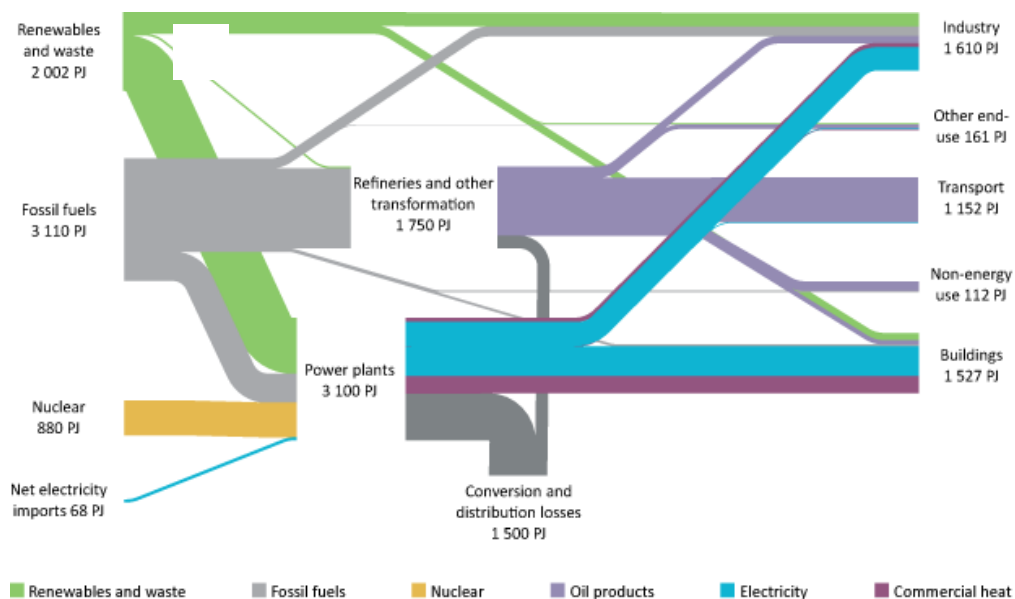 Renewables
and waste
2 002 PJ
Fossil fuels
3 110 PJ
Nuclear
880 PJ
Net electricity
imports 68 PJ
Refineries and other
transformation
1 750 PJ
Power plants
3 100 PJ
Conversion and
distribution losses
1 500 PJ
Industry
1 610 PJ
Other end-
use 161 PJ
Transport
1 152 PJ
Non-energy
use 112 PJ
Buildings
1 527 PJ
Renewables and waste
Fossil fuels
Nuclear
Oil products
Electricity
Commercial heat